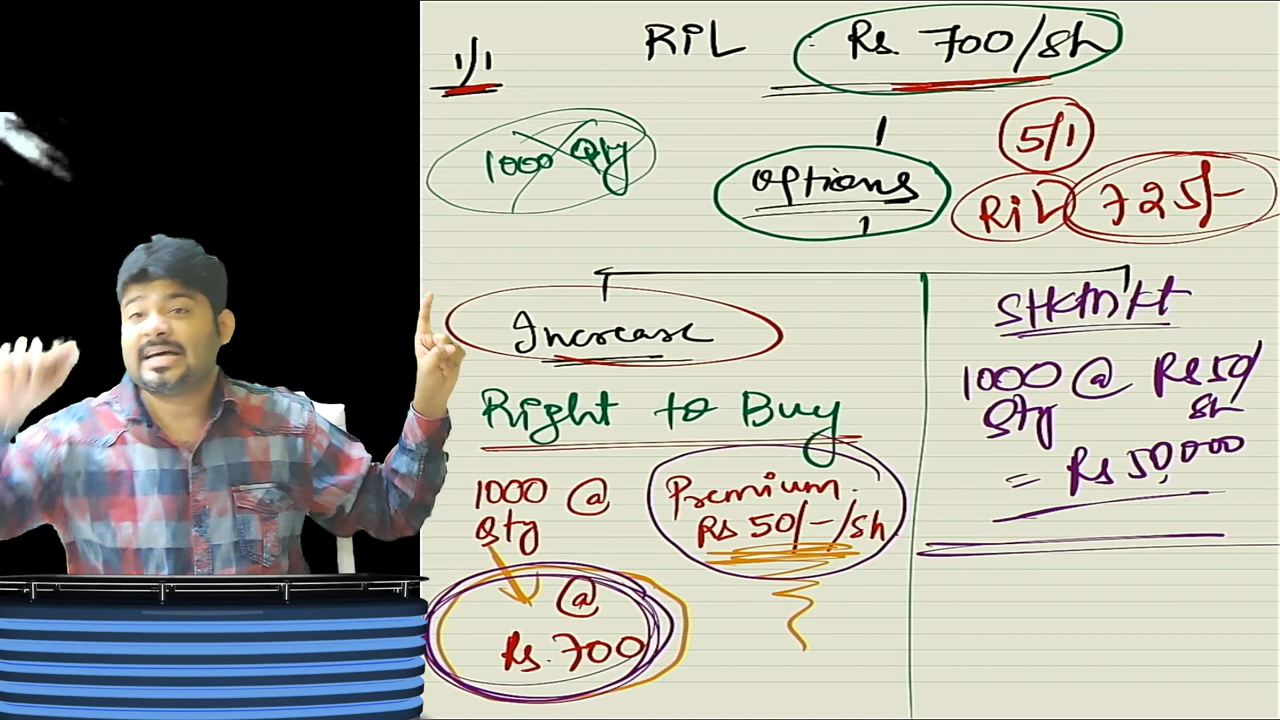 1/1
RiL Rs. 700/sh
1000 Qty
options
5/1
RiL 725/-
Increase
Right to Buy
1000 @
Qty
Premium.
Rs 50/-/sh
@
Rs. 700
StkMkt
1000 @ Rs 50/
Qty sh
= Rs 50,000